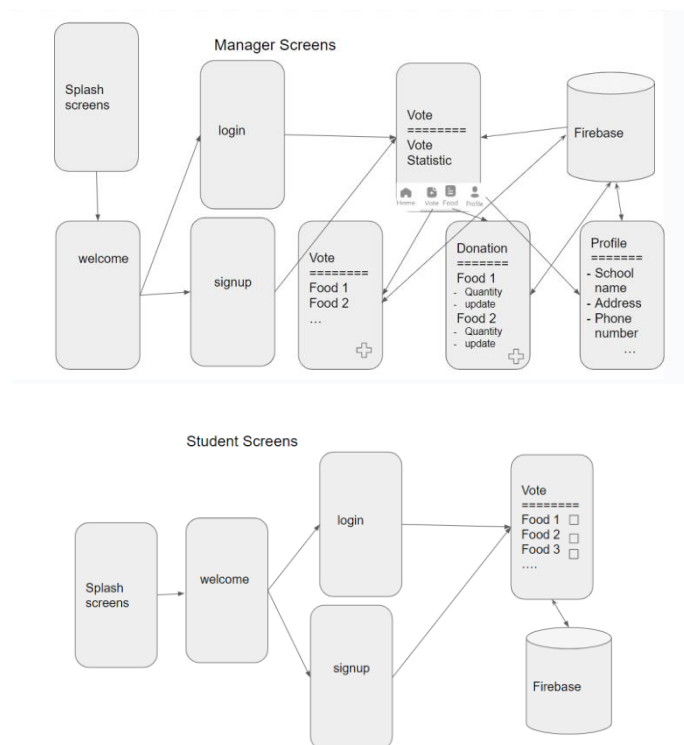 Manager Screens
Splash
screens
login
Vote
========
Vote
Statistic
Firebase
Home Vote Food Profile
welcome
signup
Vote
========
Food 1
Food 2
...
Donation
=======
Food 1
- Quantity
- update
Food 2
- Quantity
- update
Profile
=======
- School
name
- Address
- Phone
number
...
Student Screens
Splash
screens
welcome
login
signup
Vote
========
Food 1
Food 2
Food 3
....
Firebase